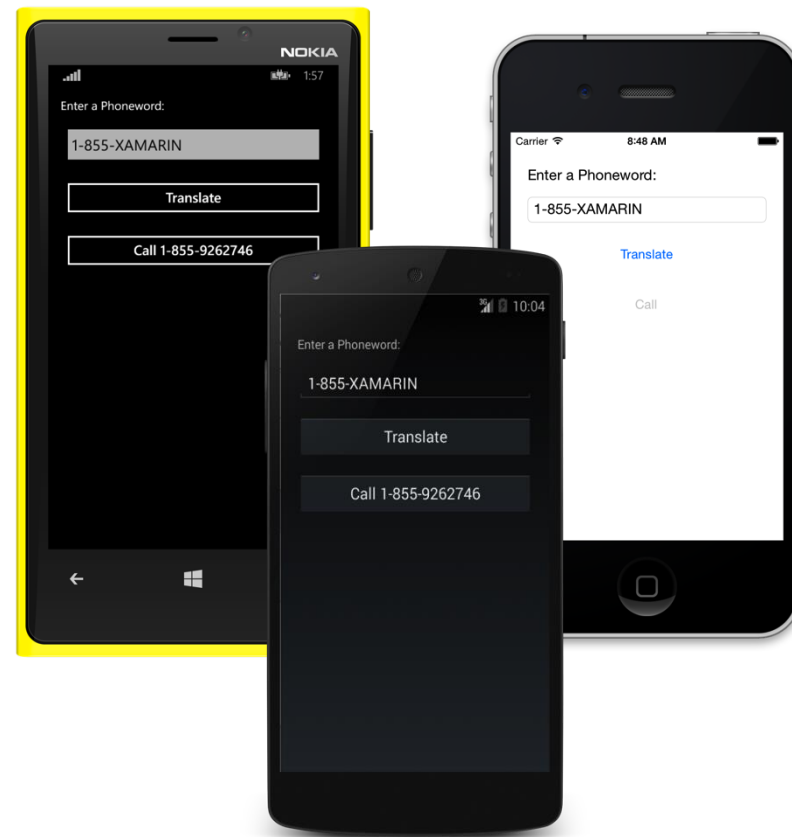 NOKIA
1:57
Enter a Phoneword:
1-855-XAMARIN
Translate
Call 1-855-9262746
3G 10:04
Enter a Phoneword:
1-855-XAMARIN
Translate
Call 1-855-9262746
Carrier 8:48 AM
Enter a Phoneword:
1-855-XAMARIN
Translate
Call